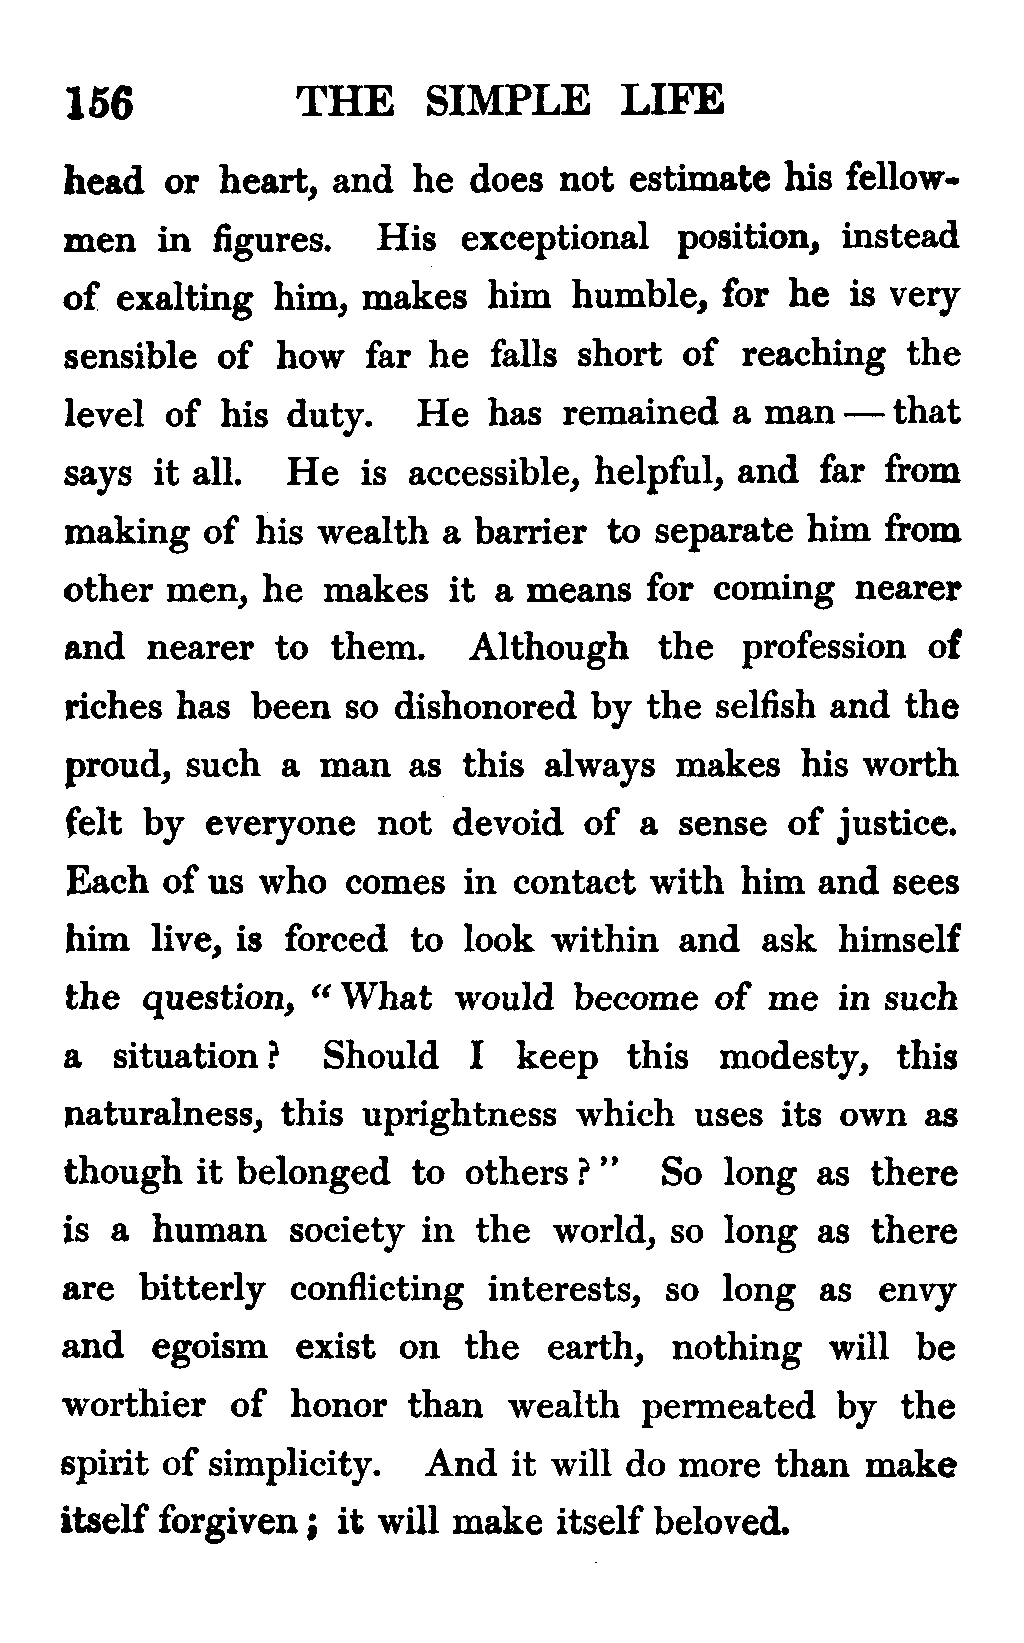 156 THE SIMPLE LIFE
head or heart, and he does not estimate his fellow-
men in figures. His exceptional position, instead
of exalting him, makes him humble, for he is very
sensible of how far he falls short of reaching the
level of his duty. He has remained a man — that
says it all. He is accessible, helpful, and far from
making of his wealth a barrier to separate him from
other men, he makes it a means for coming nearer
and nearer to them. Although the profession of
riches has been so dishonored by the selfish and the
proud, such a man as this always makes his worth
felt by everyone not devoid of a sense of justice.
Each of us who comes in contact with him and sees
him live, is forced to look within and ask himself
the question, “What would become of me in such
a situation? Should I keep this modesty, this
naturalness, this uprightness which uses its own as
though it belonged to others?” So long as there
is a human society in the world, so long as there
are bitterly conflicting interests, so long as envy
and egoism exist on the earth, nothing will be
worthier of honor than wealth permeated by the
spirit of simplicity. And it will do more than make
itself forgiven; it will make itself beloved.